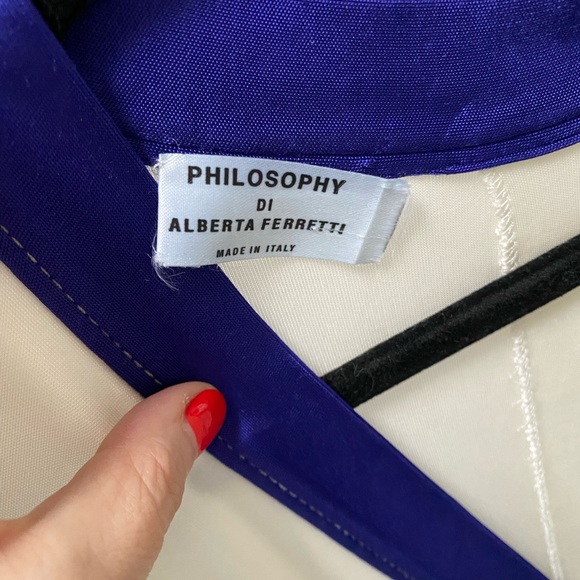 PHILOSOPHY
DI
ALBERTA FERRETTI
MADE IN ITALY